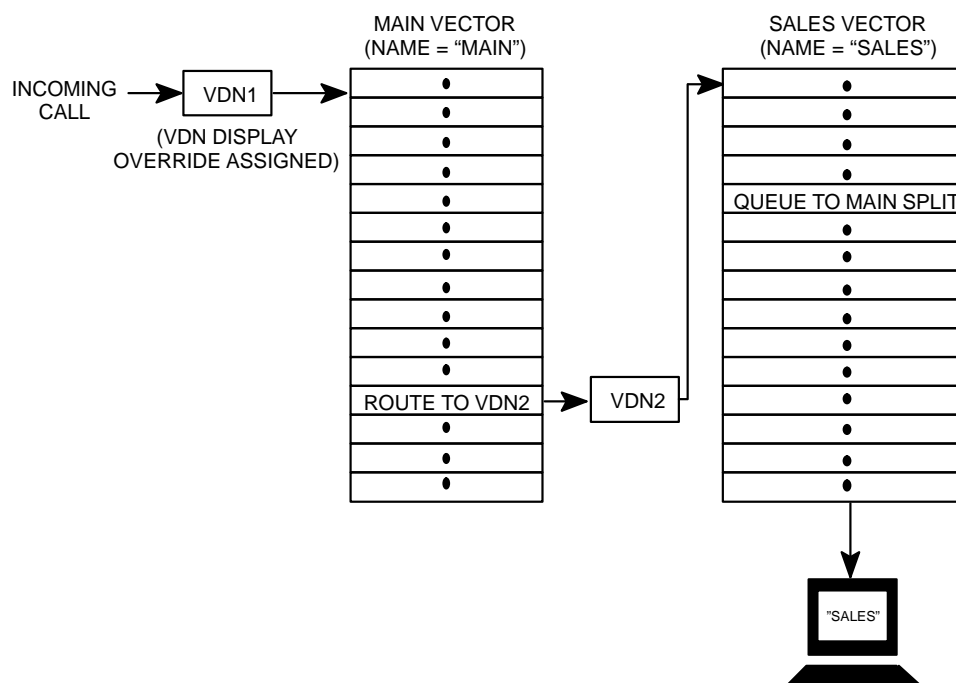 MAIN VECTOR
(NAME = “MAIN”)
SALES VECTOR
(NAME = “SALES”)
INCOMING
CALL
VDN1
(VDN DISPLAY
OVERRIDE ASSIGNED)
QUEUE TO MAIN SPLIT
ROUTE TO VDN2
VDN2
”SALES”